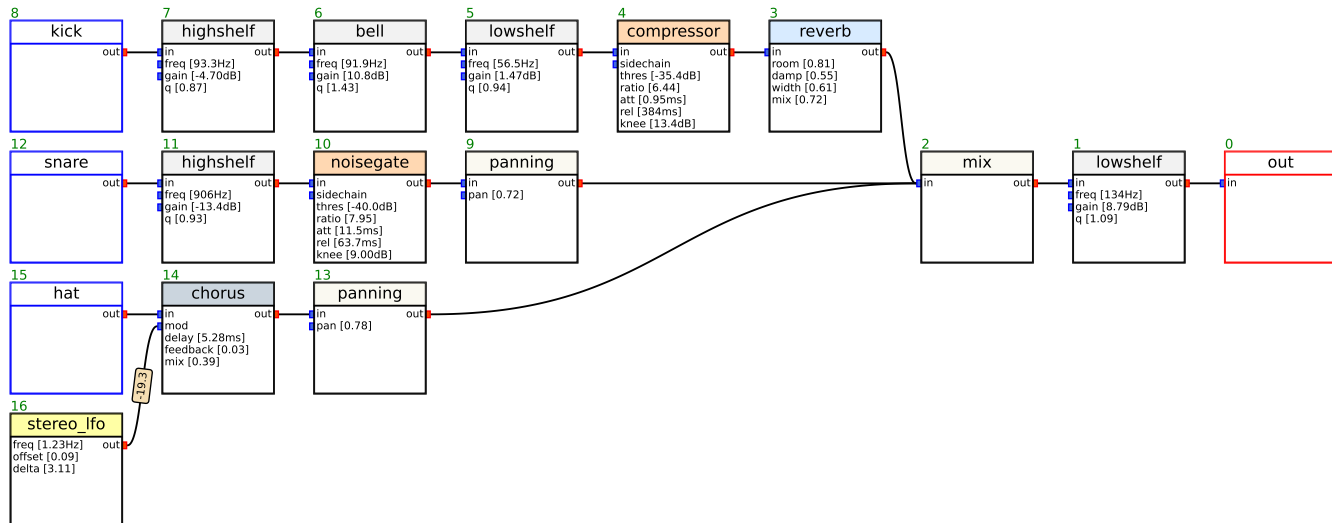 8
kick
out
7
highshelf
in out
freq [93.3Hz]
gain [-4.70dB]
q [0.87]
6
bell
in out
freq [91.9Hz]
gain [10.8dB]
q [1.43]
5
lowshelf
in out
freq [56.5Hz]
gain [1.47dB]
q [0.94]
4
compressor
in out
sidechain
thres [-35.4dB]
ratio [6.44]
att [0.95ms]
rel [384ms]
knee [13.4dB]
3
reverb
in out
room [0.81]
damp [0.55]
width [0.61]
mix [0.72]
12
snare
out
11
highshelf
in out
freq [906Hz]
gain [-13.4dB]
q [0.93]
10
noisegate
in out
sidechain
thres [-40.0dB]
ratio [7.95]
att [11.5ms]
rel [63.7ms]
knee [9.00dB]
9
panning
in out
pan [0.72]
2
mix
in out
1
lowshelf
in out
freq [134Hz]
gain [8.79dB]
q [1.09]
0
out
in
15
hat
out
14
chorus
in out
mod
delay [5.28ms]
feedback [0.03]
mix [0.39]
13
panning
in out
pan [0.78]
-19.3
16
stereo_lfo
freq [1.23Hz] out
offset [0.09]
delta [3.11]